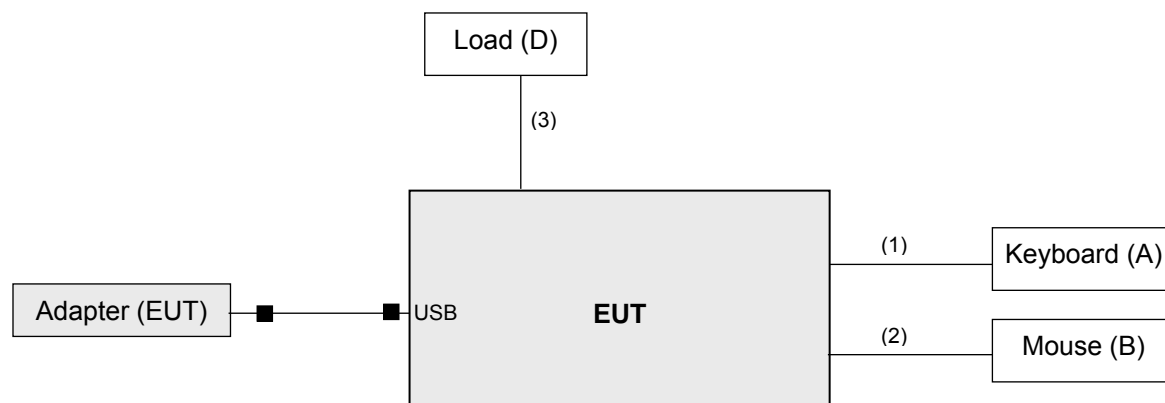 Load (D)
(3)
(1)
Keyboard (A)
Adapter (EUT)
USB
EUT
(2)
Mouse (B)